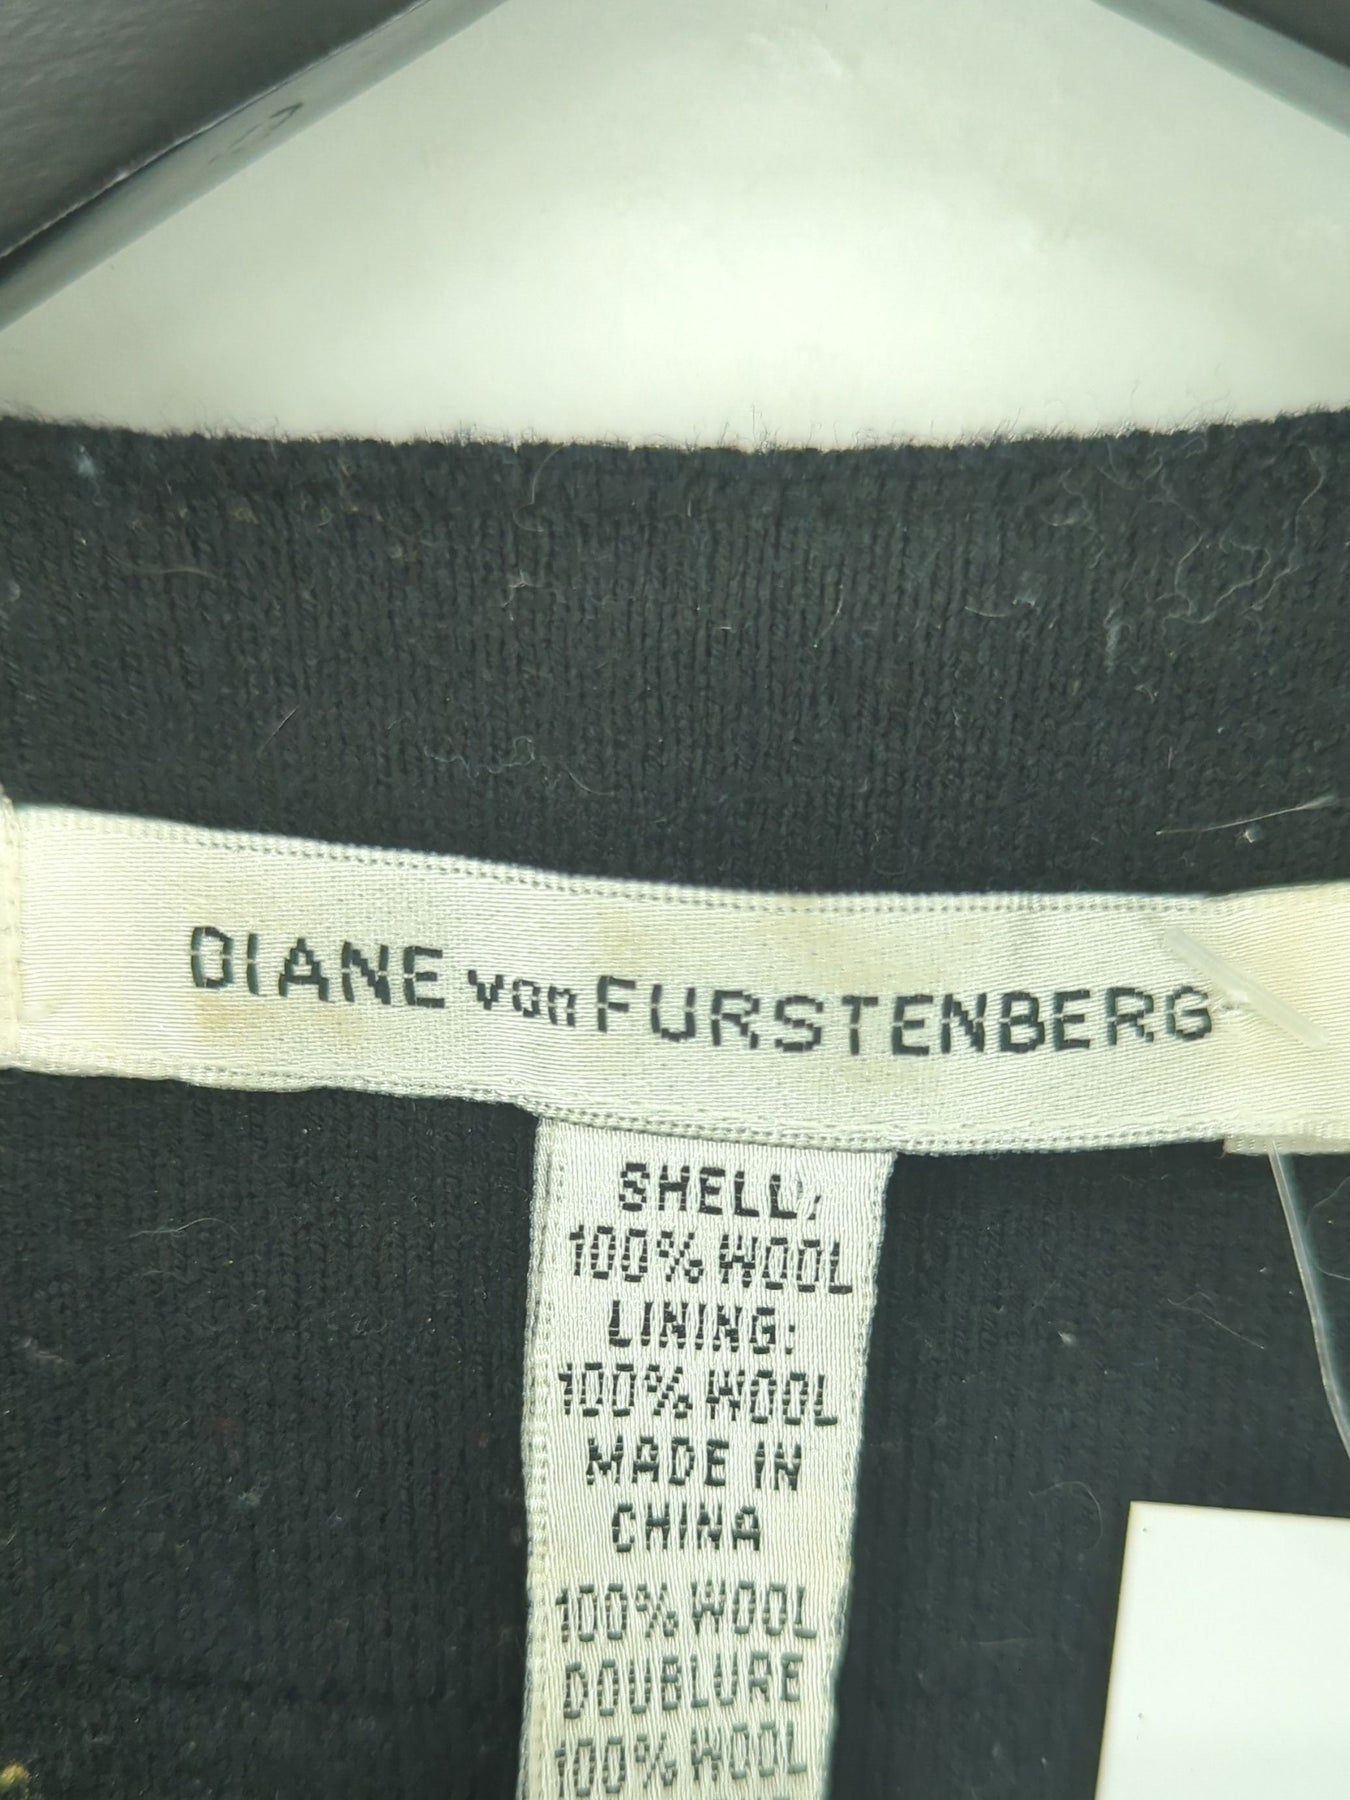 DIANE von FURSTENBERG
SHELL:
100% WOOL
LINING:
100% WOOL
MADE IN
CHINA
100% WOOL
DOUBLURE
100% WOOL